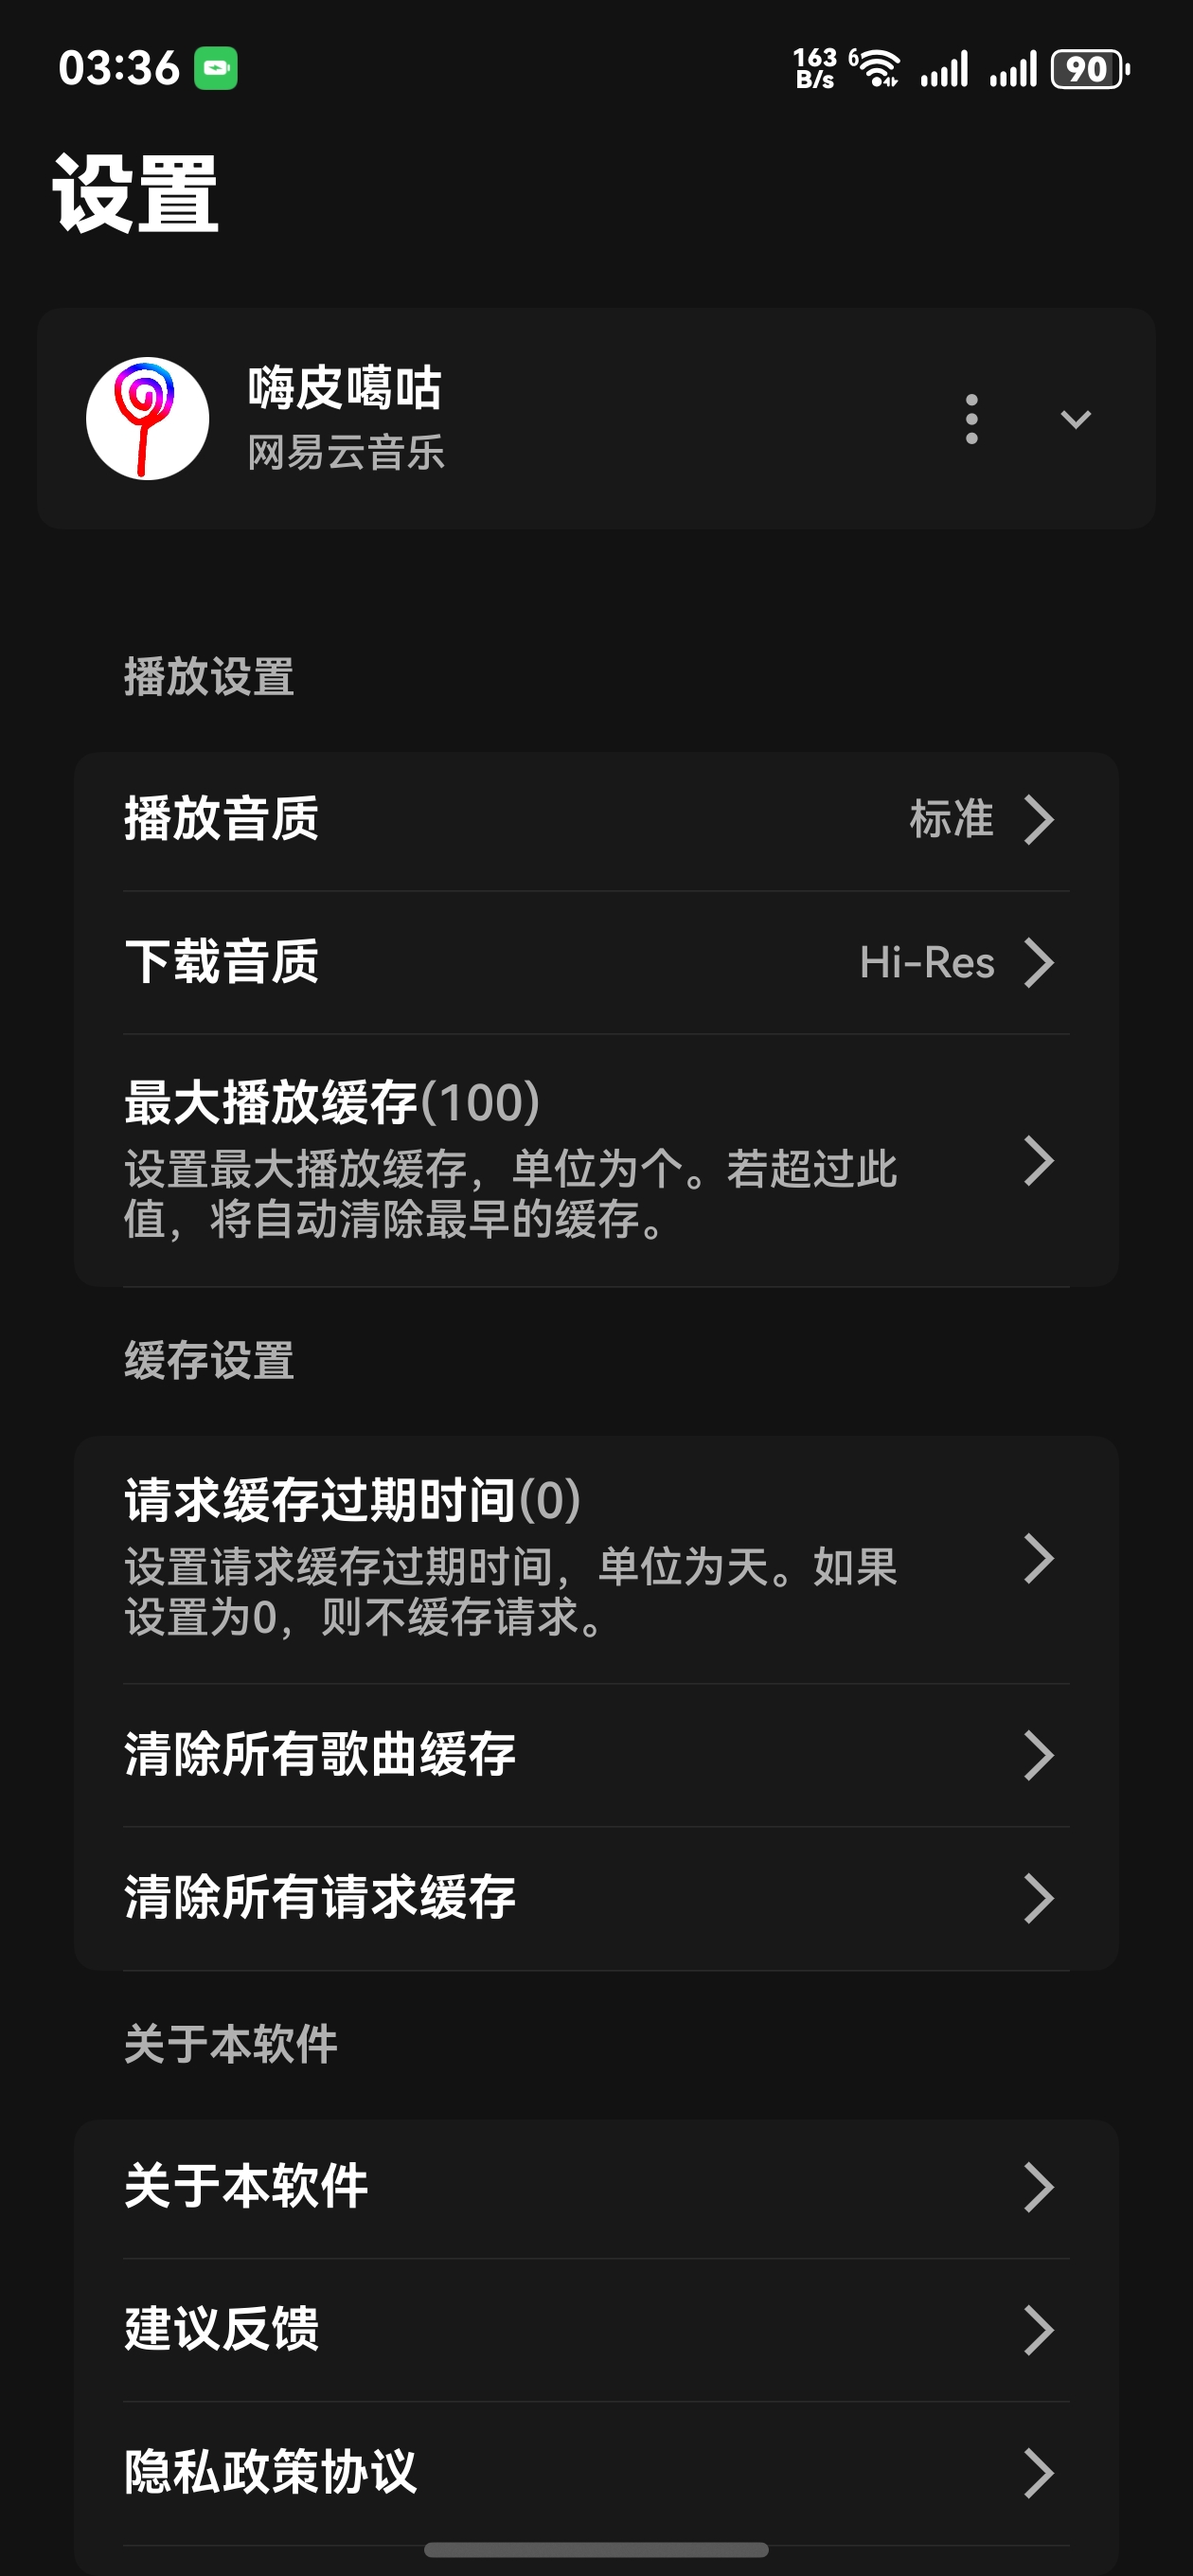 03:36
163 B/s
6
90
设置
嗨皮噶咕
网易云音乐
播放设置
播放音质 标准
下载音质 Hi-Res
最大播放缓存(100)
设置最大播放缓存，单位为个。若超过此
值，将自动清除最早的缓存。
缓存设置
请求缓存过期时间(0)
设置请求缓存过期时间，单位为天。如果
设置为0，则不缓存请求。
清除所有歌曲缓存
清除所有请求缓存
关于本软件
关于本软件
建议反馈
隐私政策协议